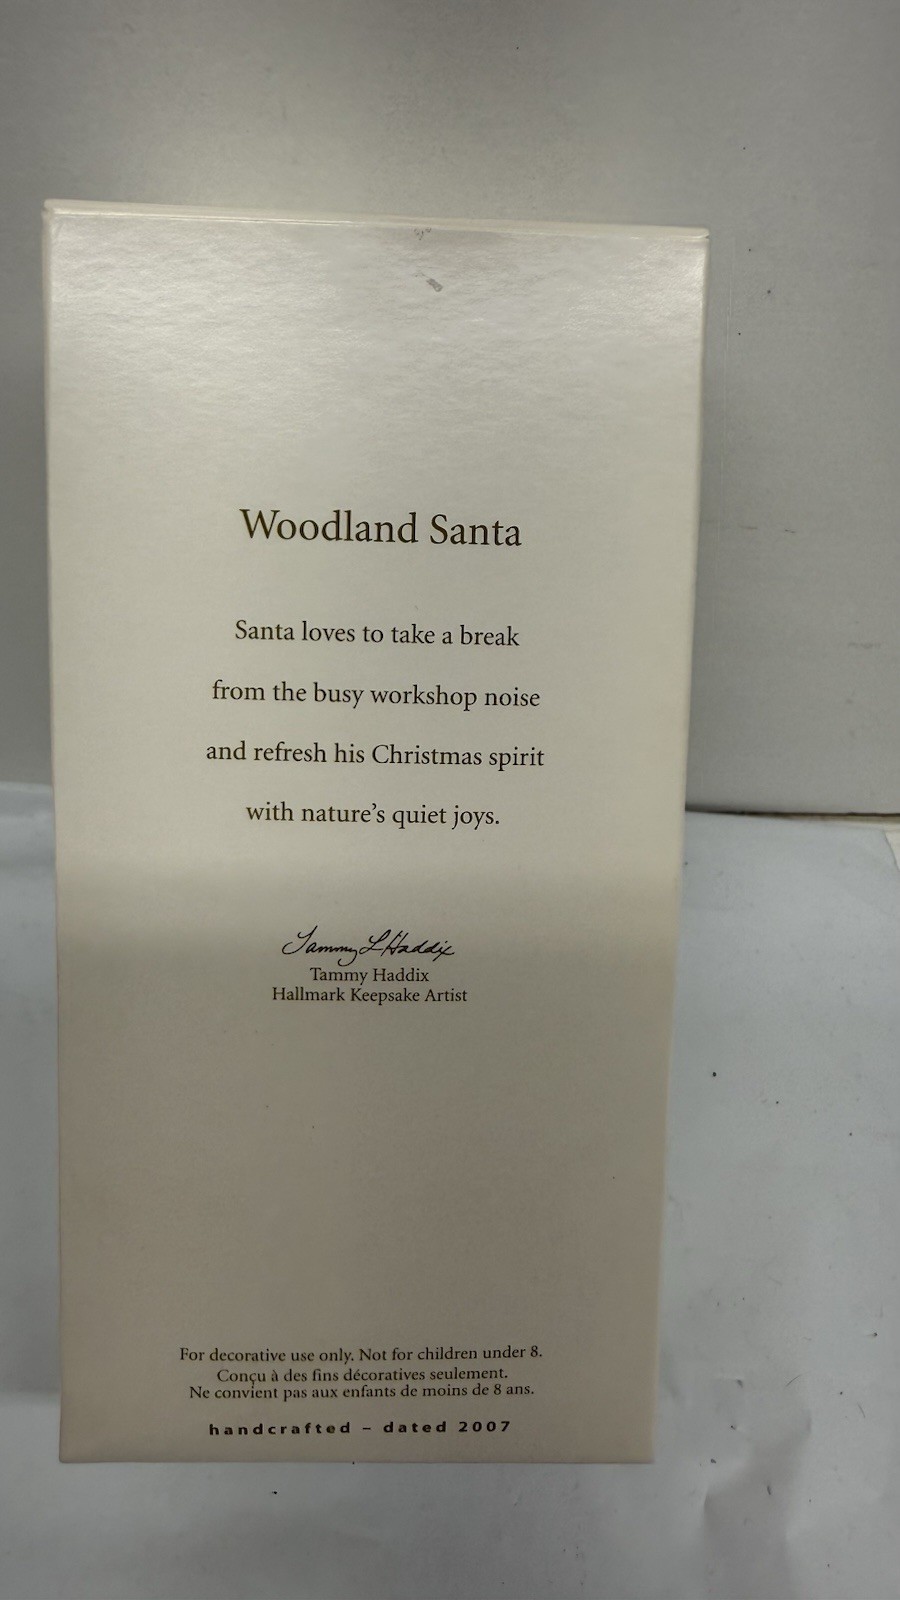 Woodland Santa
Santa loves to take a break
from the busy workshop noise
and refresh his Christmas spirit
with nature's quiet joys.
Tammy L Haddix
Tammy Haddix
Hallmark Keepsake Artist
For decorative use only. Not for children under 8.
Conçu à des fins décoratives seulement.
Ne convient pas aux enfants de moins de 8 ans.
handcrafted – dated 2007